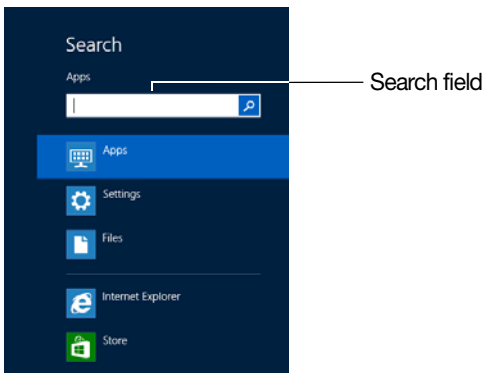 Search
Apps
Search field
Apps
Settings
Files
Internet Explorer
Store